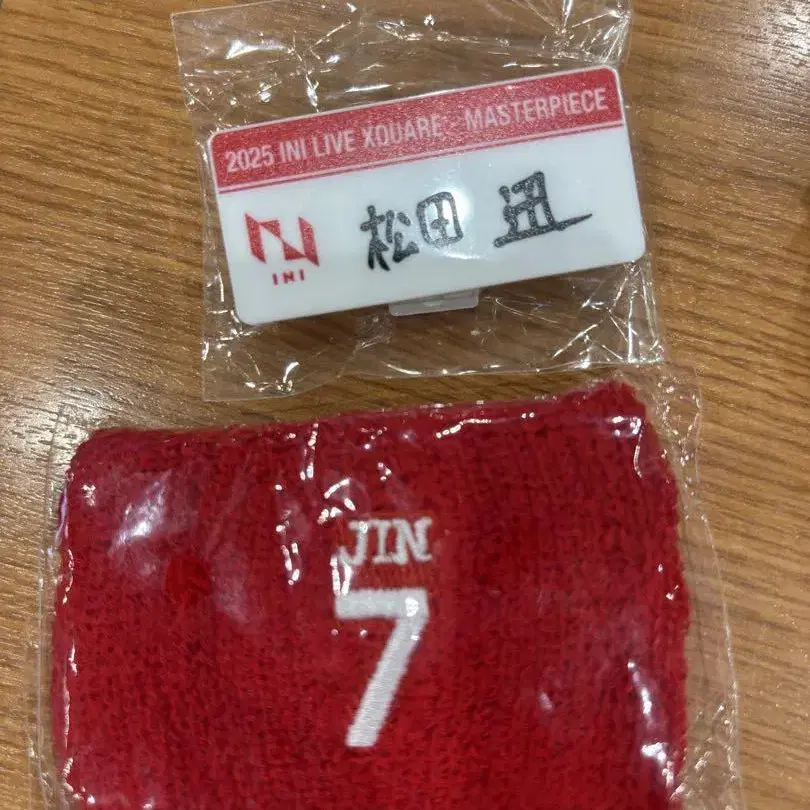 2025 INI LIVE XQUARE - MASTERPIECE
INI
松田 迅
JIN
7